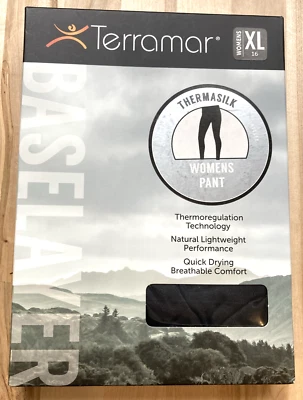 Terramar®
WOMENS
XL
16
BASELAYER
THERMASILK
WOMENS
PANT
Thermoregulation
Technology
Natural Lightweight
Performance
Quick Drying
Breathable Comfort